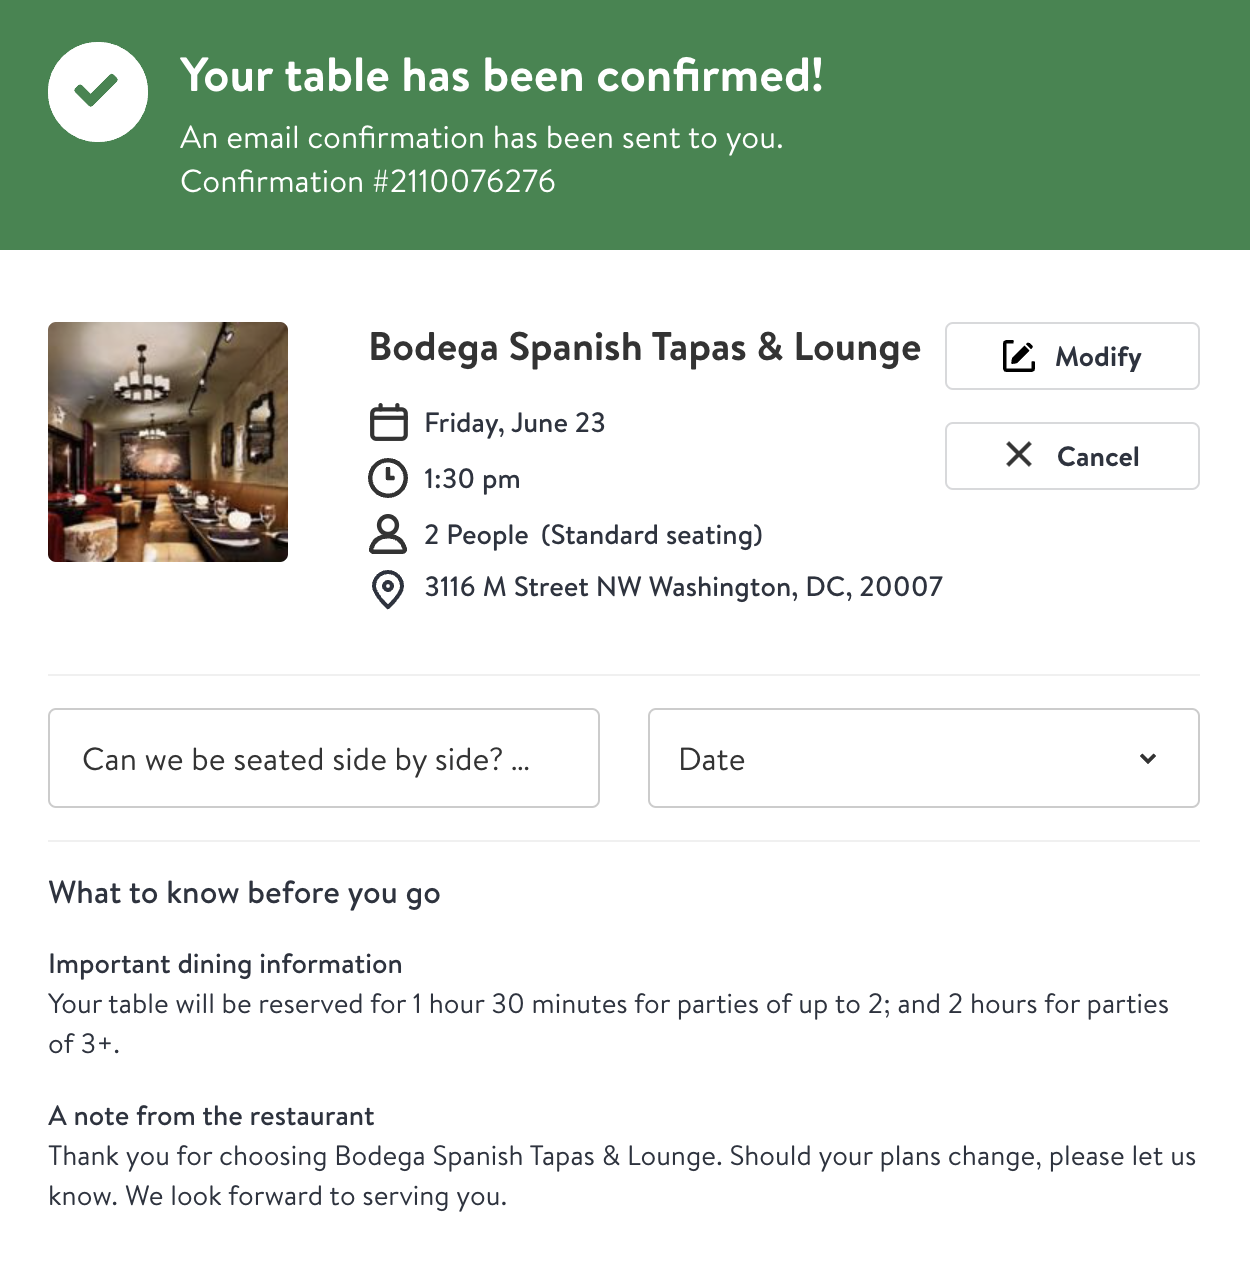 Your table has been confirmed!
An email confirmation has been sent to you.
Confirmation #2110076276
Bodega Spanish Tapas & Lounge
Modify
Friday, June 23
Cancel
1:30 pm
2 People (Standard seating)
3116 M Street NW Washington, DC, 20007
Can we be seated side by side? ...
Date
What to know before you go
Important dining information
Your table will be reserved for 1 hour 30 minutes for parties of up to 2; and 2 hours for parties
of 3+.
A note from the restaurant
Thank you for choosing Bodega Spanish Tapas & Lounge. Should your plans change, please let us
know. We look forward to serving you.